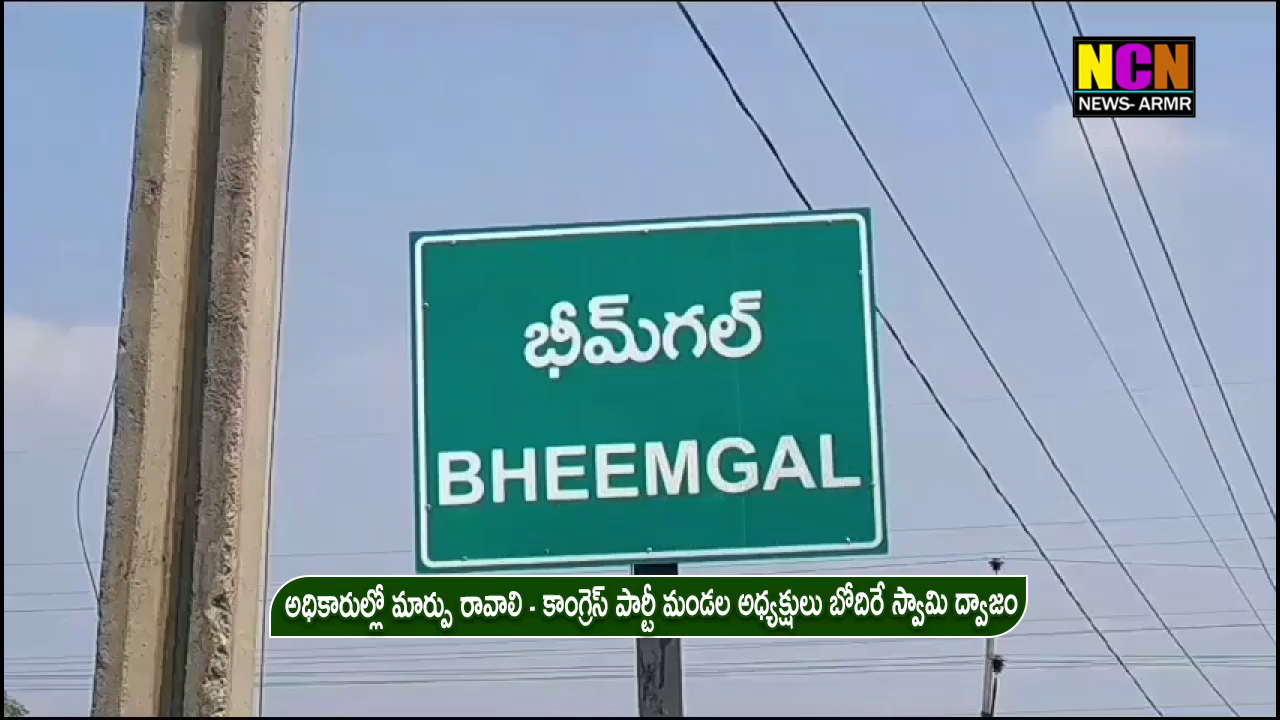 NCN
NEWS- ARMR
భీమ్‌గల్
BHEEMGAL
అధికారుల్లో మార్పు రావాలి - కాంగ్రెస్ పార్టీ మండల అధ్యక్షులు బోదిరే స్వామి ద్వాజం